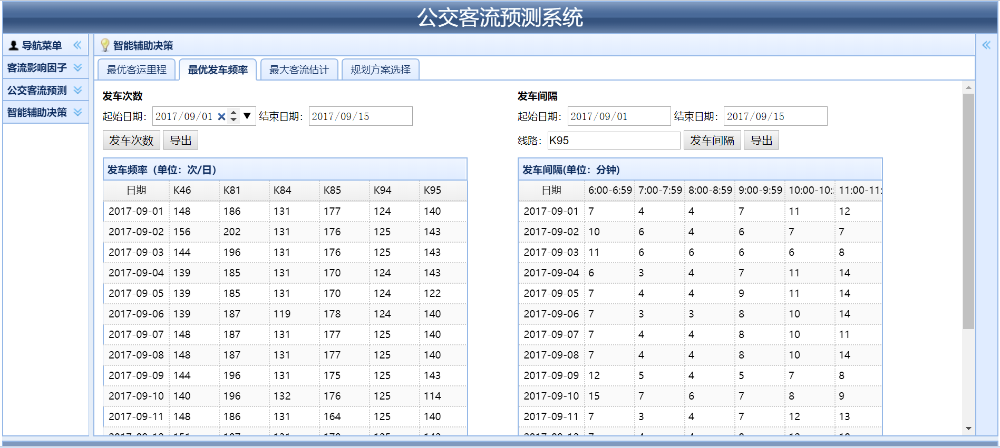 公交客流预测系统
导航菜单
客流影响因子
公交客流预测
智能辅助决策
智能辅助决策
最优客运里程 最优发车频率 最大客流估计 规划方案选择
发车次数
起始日期： 2017/09/01 结束日期： 2017/09/15
发车次数 导出
发车频率（单位：次/日）
日期 K46 K81 K84 K85 K94 K95
2017-09-01 148 186 131 177 124 140
2017-09-02 156 202 131 176 125 143
2017-09-03 144 196 131 176 125 143
2017-09-04 139 185 131 170 124 143
2017-09-05 139 185 131 170 124 122
2017-09-06 139 187 119 178 124 140
2017-09-07 148 187 131 177 125 140
2017-09-08 148 187 131 177 125 140
2017-09-09 144 196 131 175 125 143
2017-09-10 140 196 132 176 125 114
2017-09-11 148 186 131 164 125 140
发车间隔
起始日期： 2017/09/01 结束日期： 2017/09/15
线路： K95 发车间隔 导出
发车间隔(单位：分钟)
日期 6:00-6:59 7:00-7:59 8:00-8:59 9:00-9:59 10:00-10: 11:00-11:
2017-09-01 7 4 4 7 11 12
2017-09-02 10 6 4 6 7 7
2017-09-03 11 6 6 6 6 8
2017-09-04 6 3 4 7 11 14
2017-09-05 7 4 4 9 11 14
2017-09-06 7 3 3 8 10 14
2017-09-07 7 4 4 8 10 11
2017-09-08 7 4 4 8 10 14
2017-09-09 12 5 4 5 7 8
2017-09-10 15 7 6 7 8 9
2017-09-11 7 3 4 7 12 13